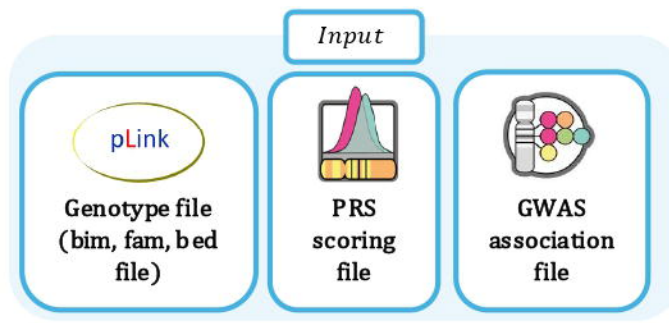 Input
pLink
Genotype file
(bim, fam, bed
file)
PRS
scoring
file
GWAS
association
file